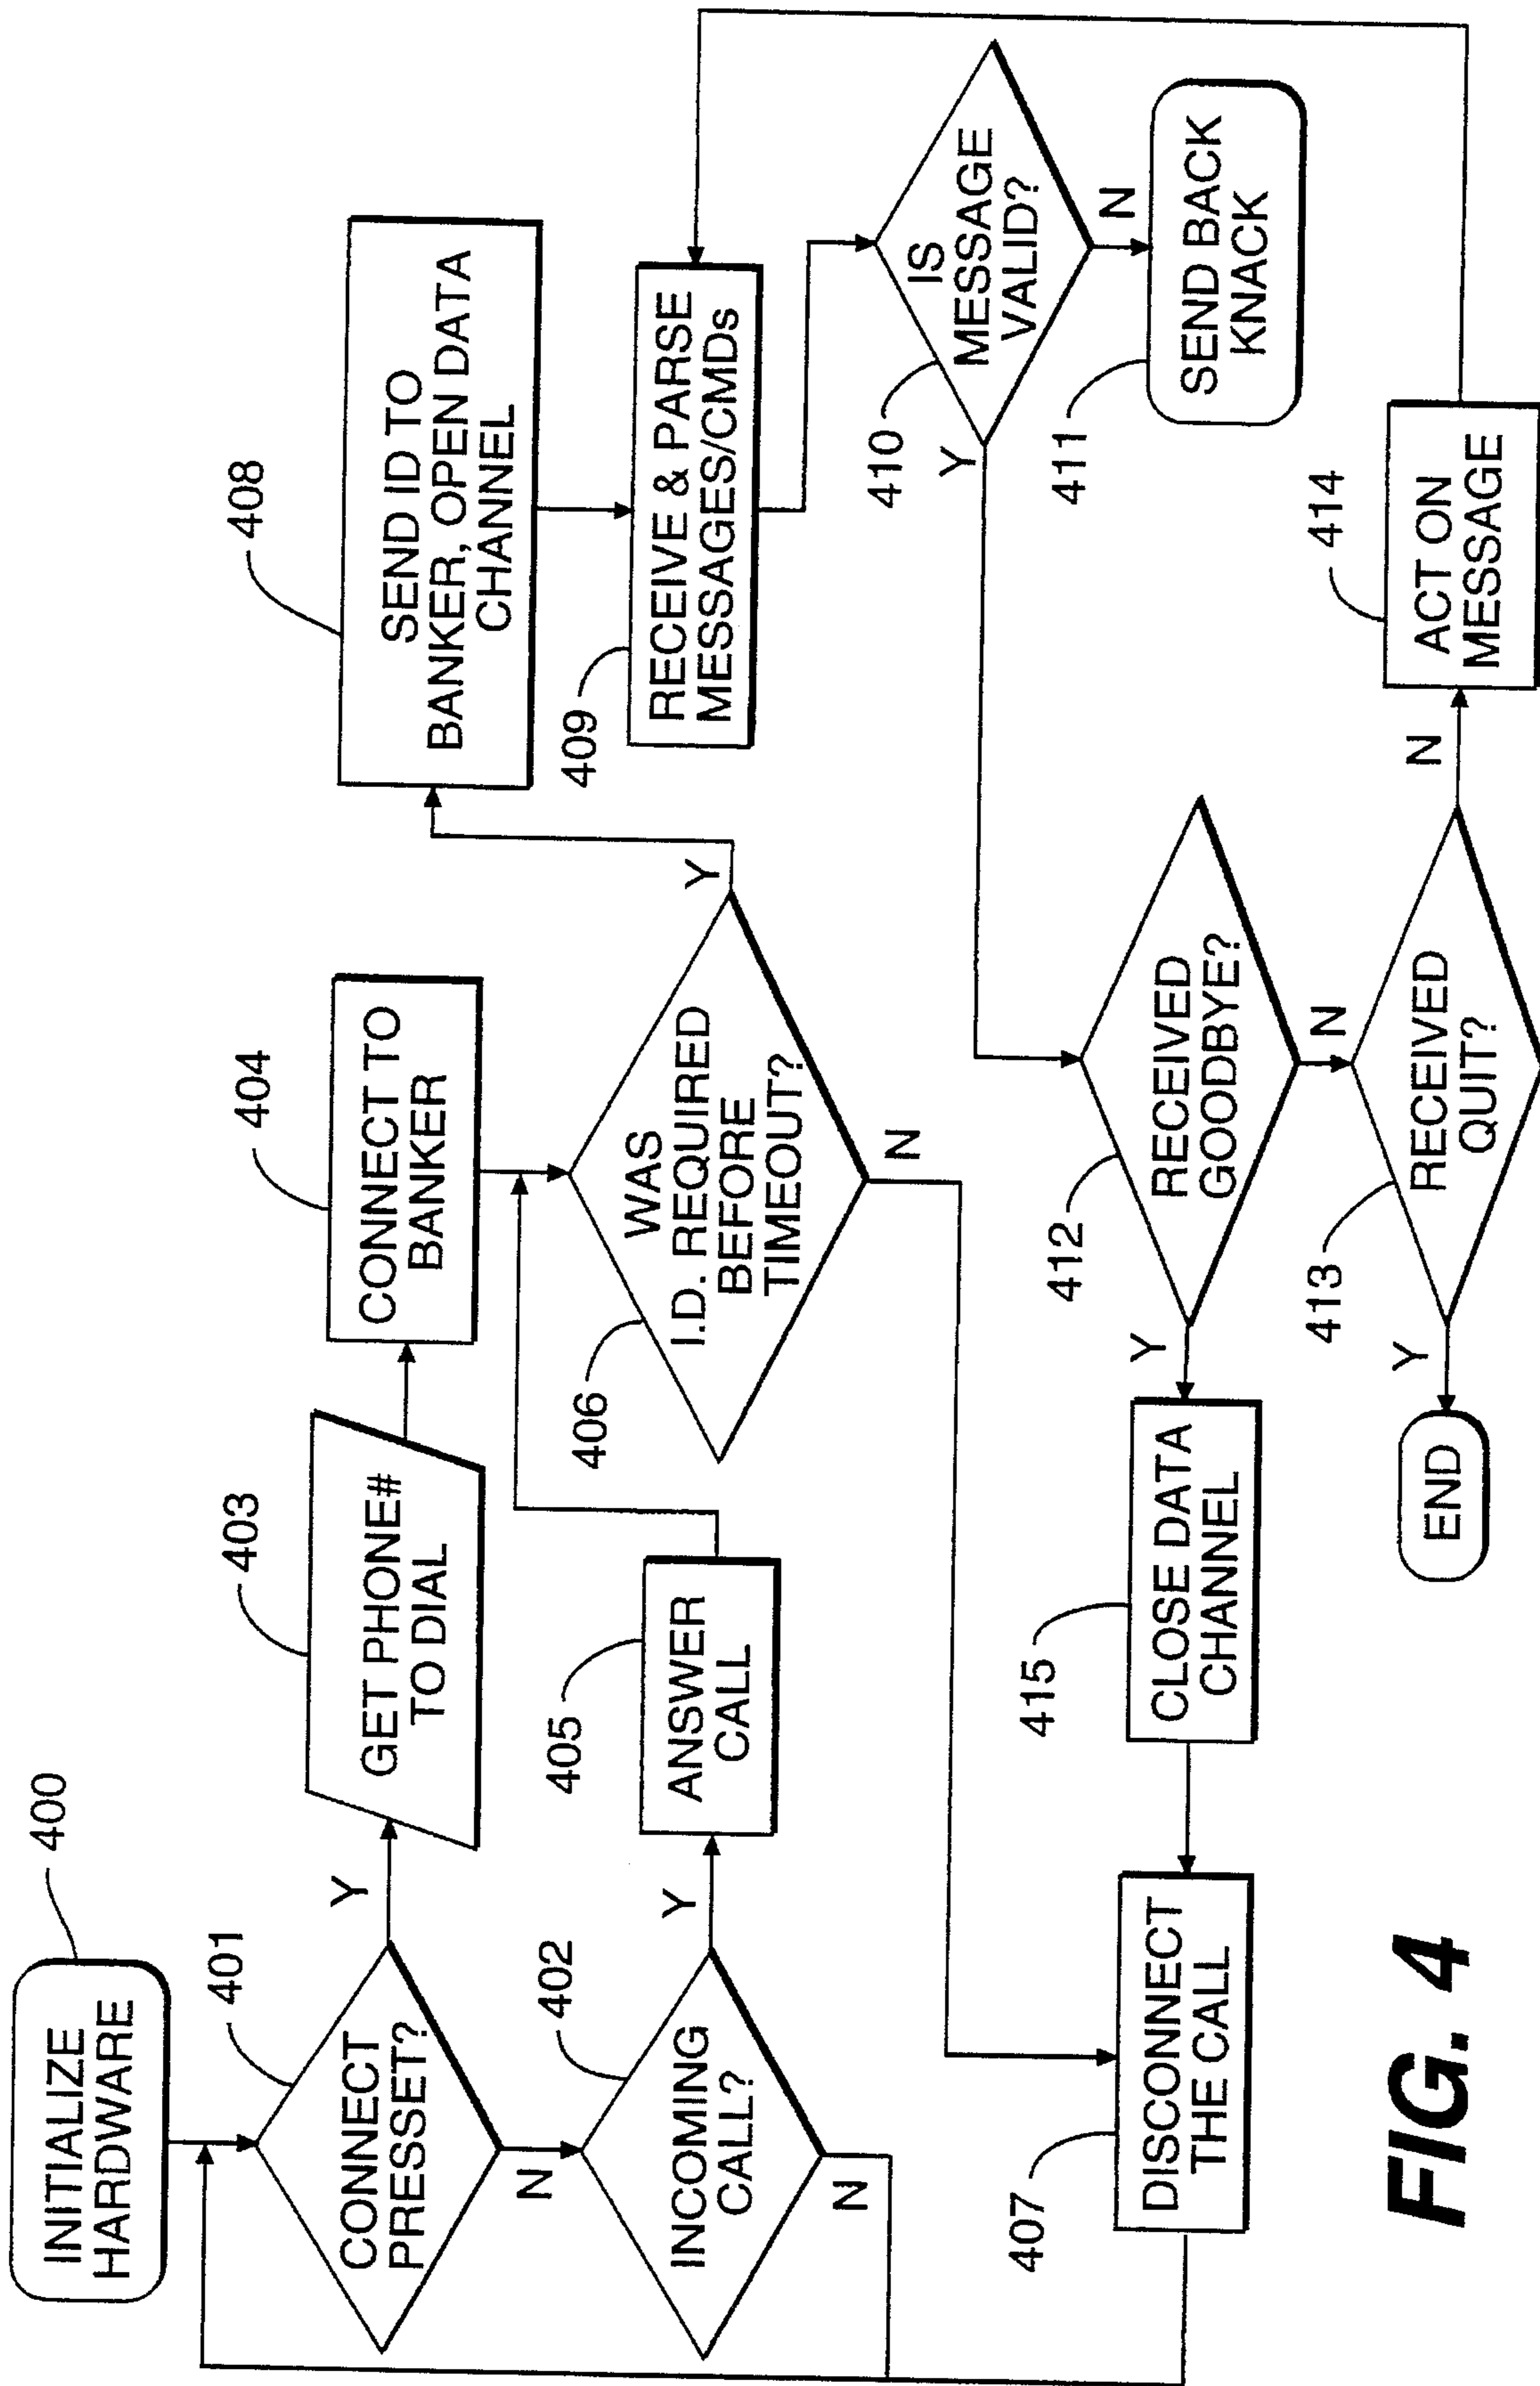 400
INITIALIZE
HARDWARE
401
CONNECT
PRESSET?
Y
N
403
GET PHONE#
TO DIAL
404
CONNECT TO
BANKER
402
INCOMING
CALL?
Y
N
405
ANSWER
CALL
406
WAS
I.D. REQUIRED
BEFORE
TIMEOUT?
Y
N
408
SEND ID TO
BANKER, OPEN DATA
CHANNEL
409
RECEIVE & PARSE
MESSAGES/CMDs
410
IS
MESSAGE
VALID?
Y
N
411
SEND BACK
KNACK
407
DISCONNECT
THE CALL
415
CLOSE DATA
CHANNEL
412
RECEIVED
GOODBYE?
Y
N
413
RECEIVED
QUIT?
Y
N
END
414
ACT ON
MESSAGE
FIG. 4